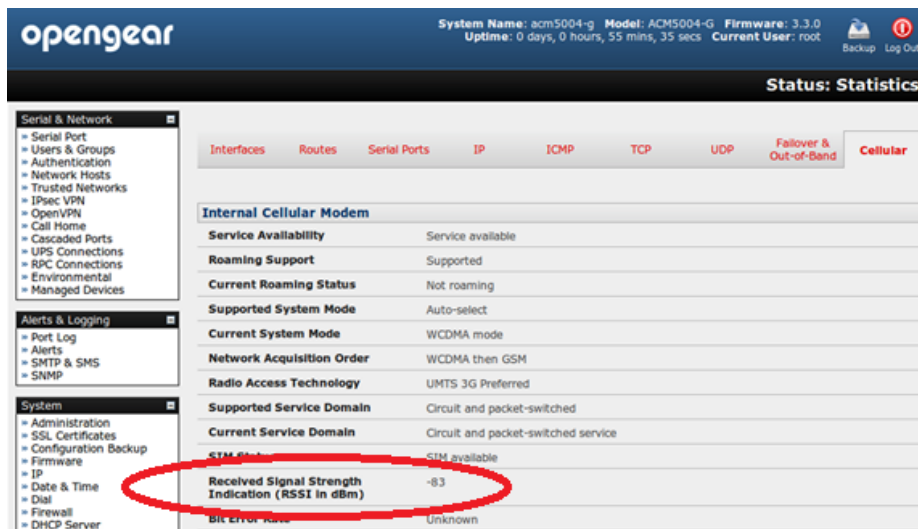 opengear
System Name: acm5004-g Model: ACM5004-G Firmware: 3.3.0
Uptime: 0 days, 0 hours, 55 mins, 35 secs Current User: root
Backup Log Out
Status: Statistics
Serial & Network
Serial Port
Users & Groups
Authentication
Network Hosts
Trusted Networks
IPsec VPN
OpenVPN
Call Home
Cascaded Ports
UPS Connections
RPC Connections
Environmental
Managed Devices
Alerts & Logging
Port Log
Alerts
SMTP & SMS
SNMP
System
Administration
SSL Certificates
Configuration Backup
Firmware
IP
Date & Time
Dial
Firewall
DHCP Server
Interfaces Routes Serial Ports IP ICMP TCP UDP Failover & Out-of-Band Cellular
Internal Cellular Modem
Service Availability Service available
Roaming Support Supported
Current Roaming Status Not roaming
Supported System Mode Auto-select
Current System Mode WCDMA mode
Network Acquisition Order WCDMA then GSM
Radio Access Technology UMTS 3G Preferred
Supported Service Domain Circuit and packet-switched
Current Service Domain Circuit and packet-switched service
SIM Status SIM available
Received Signal Strength -83
Indication (RSSI in dBm)
Bit Error Rate Unknown